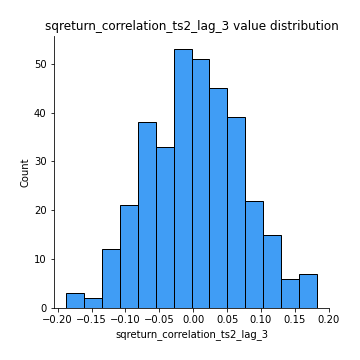 sqreturn_correlation_ts2_lag_3 value distribution
50
40
30
20
10
0
Count
−0.20 −0.15 −0.10 −0.05 0.00 0.05 0.10 0.15 0.20
sqreturn_correlation_ts2_lag_3